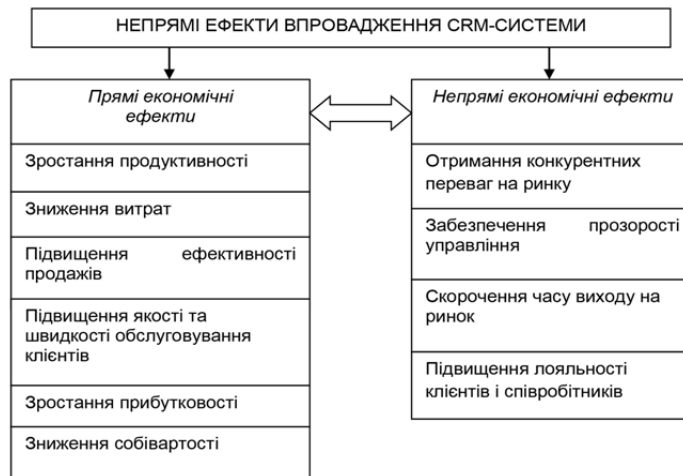 НЕПРЯМІ ЕФЕКТИ ВПРОВАДЖЕННЯ CRM-СИСТЕМИ
Прямі економічні
ефекти
Зростання продуктивності
Зниження витрат
Підвищення ефективності
продажів
Підвищення якості та
швидкості обслуговування
клієнтів
Зростання прибутковості
Зниження собівартості
Непрямі економічні ефекти
Отримання конкурентних
переваг на ринку
Забезпечення прозорості
управління
Скорочення часу виходу на
ринок
Підвищення лояльності
клієнтів і співробітників